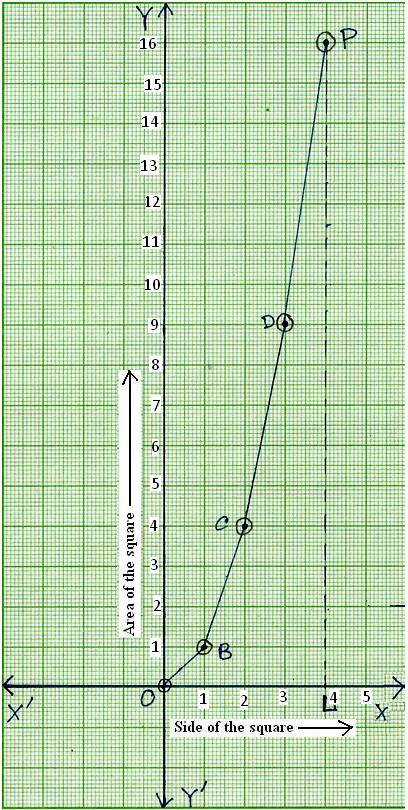 Y
16 P
15
14
13
12
11
10
D 9
8
7
6
5
C 4
3
2
1 B
Area of the square
O
X' 1 2 3 4 5 X
L
Side of the square
Y'